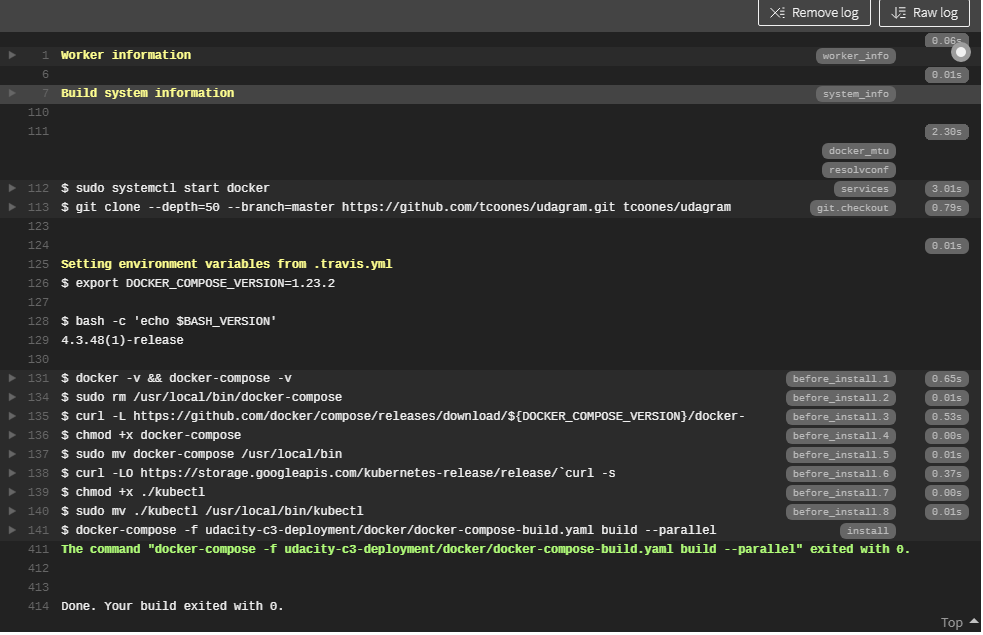 Remove log Raw log
0.06s
1 Worker information worker_info
6 0.01s
7 Build system information system_info
110
111 2.30s
docker_mtu
resolvconf
112 $ sudo systemctl start docker services 3.01s
113 $ git clone --depth=50 --branch=master https://github.com/tcoones/udagram.git tcoones/udagram git.checkout 0.79s
123
124 0.01s
125 Setting environment variables from .travis.yml
126 $ export DOCKER_COMPOSE_VERSION=1.23.2
127
128 $ bash -c 'echo $BASH_VERSION'
129 4.3.48(1)-release
130
131 $ docker -v && docker-compose -v before_install.1 0.65s
134 $ sudo rm /usr/local/bin/docker-compose before_install.2 0.01s
135 $ curl -L https://github.com/docker/compose/releases/download/${DOCKER_COMPOSE_VERSION}/docker- before_install.3 0.53s
136 $ chmod +x docker-compose before_install.4 0.00s
137 $ sudo mv docker-compose /usr/local/bin before_install.5 0.01s
138 $ curl -LO https://storage.googleapis.com/kubernetes-release/release/`curl -s before_install.6 0.37s
139 $ chmod +x ./kubectl before_install.7 0.00s
140 $ sudo mv ./kubectl /usr/local/bin/kubectl before_install.8 0.01s
141 $ docker-compose -f udacity-c3-deployment/docker/docker-compose-build.yaml build --parallel install
411 The command "docker-compose -f udacity-c3-deployment/docker/docker-compose-build.yaml build --parallel" exited with 0.
412
413
414 Done. Your build exited with 0.
Top